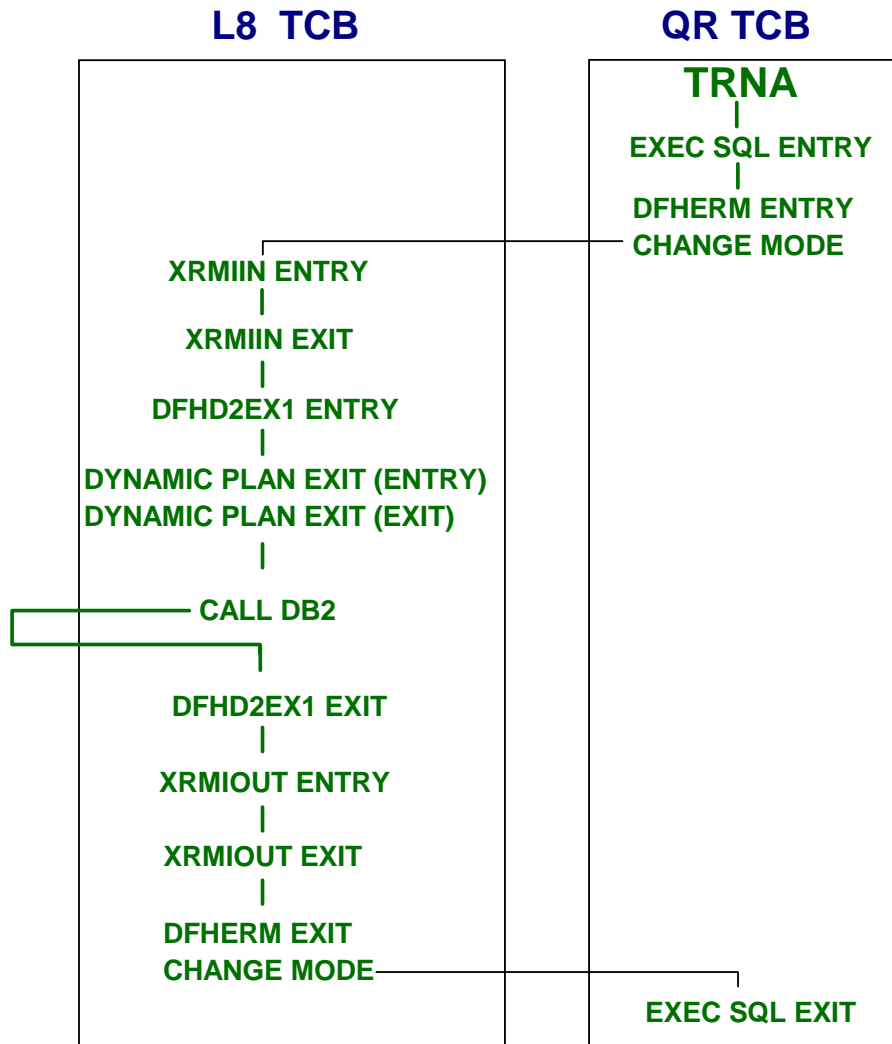 L8 TCB
QR TCB
TRNA
EXEC SQL ENTRY
DFHERM ENTRY
CHANGE MODE
XRMIIN ENTRY
XRMIIN EXIT
DFHD2EX1 ENTRY
DYNAMIC PLAN EXIT (ENTRY)
DYNAMIC PLAN EXIT (EXIT)
CALL DB2
DFHD2EX1 EXIT
XRMIOUT ENTRY
XRMIOUT EXIT
DFHERM EXIT
CHANGE MODE
EXEC SQL EXIT